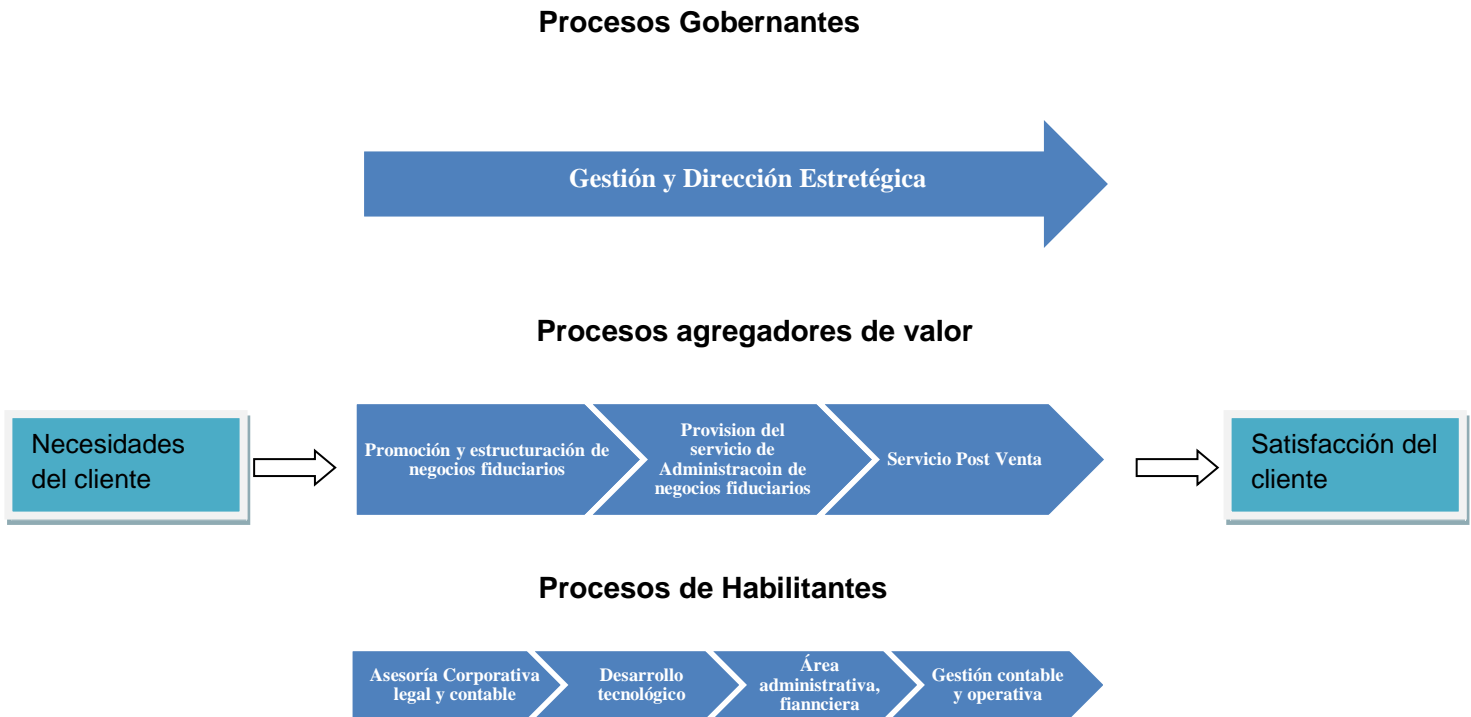 Procesos Gobernantes
Gestión y Dirección Estretégica
Procesos agregadores de valor
Necesidades
del cliente
Promoción y estructuración de
negocios fiduciarios
Provision del
servicio de
Administracoin de
negocios fiduciarios
Servicio Post Venta
Satisfacción del
cliente
Procesos de Habilitantes
Asesoría Corporativa
legal y contable
Desarrollo
tecnológico
Área
administrativa,
fiannciera
Gestión contable
y operativa